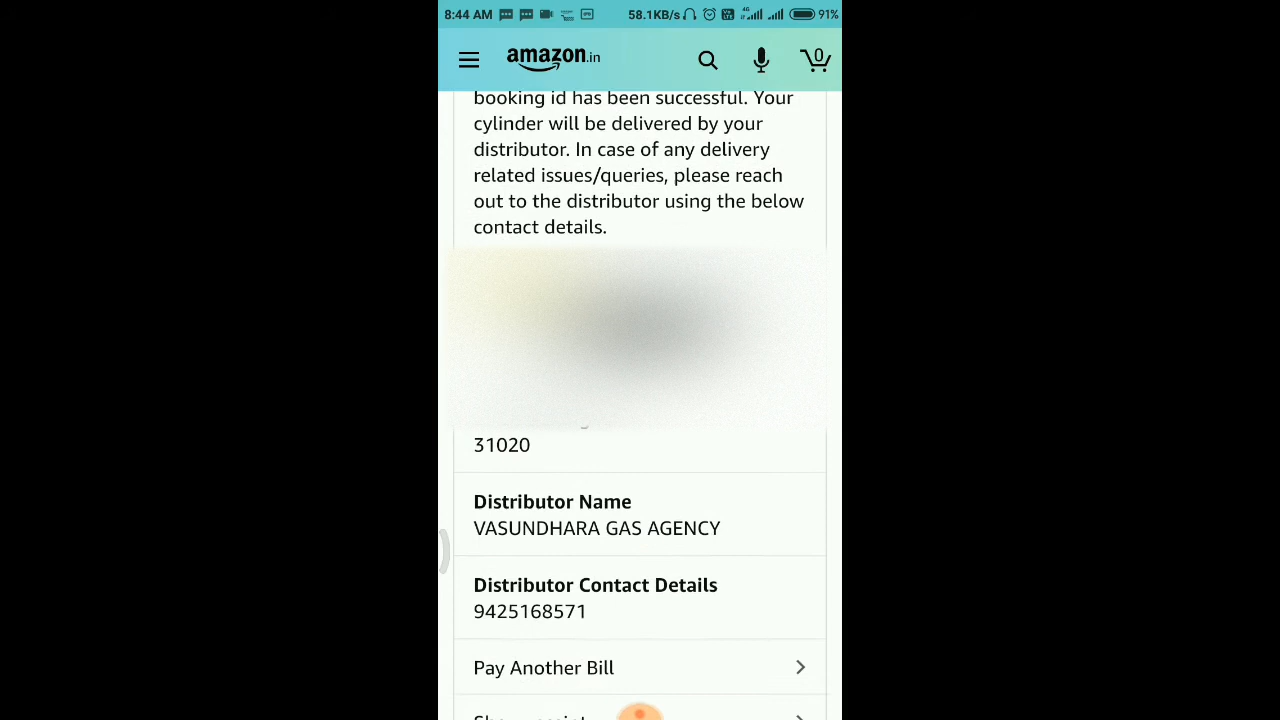 8:44 AM 58.1KB/s 4G 91%
amazon.in 0
booking id has been successful. Your
cylinder will be delivered by your
distributor. In case of any delivery
related issues/queries, please reach
out to the distributor using the below
contact details.
31020
Distributor Name
VASUNDHARA GAS AGENCY
Distributor Contact Details
9425168571
Pay Another Bill